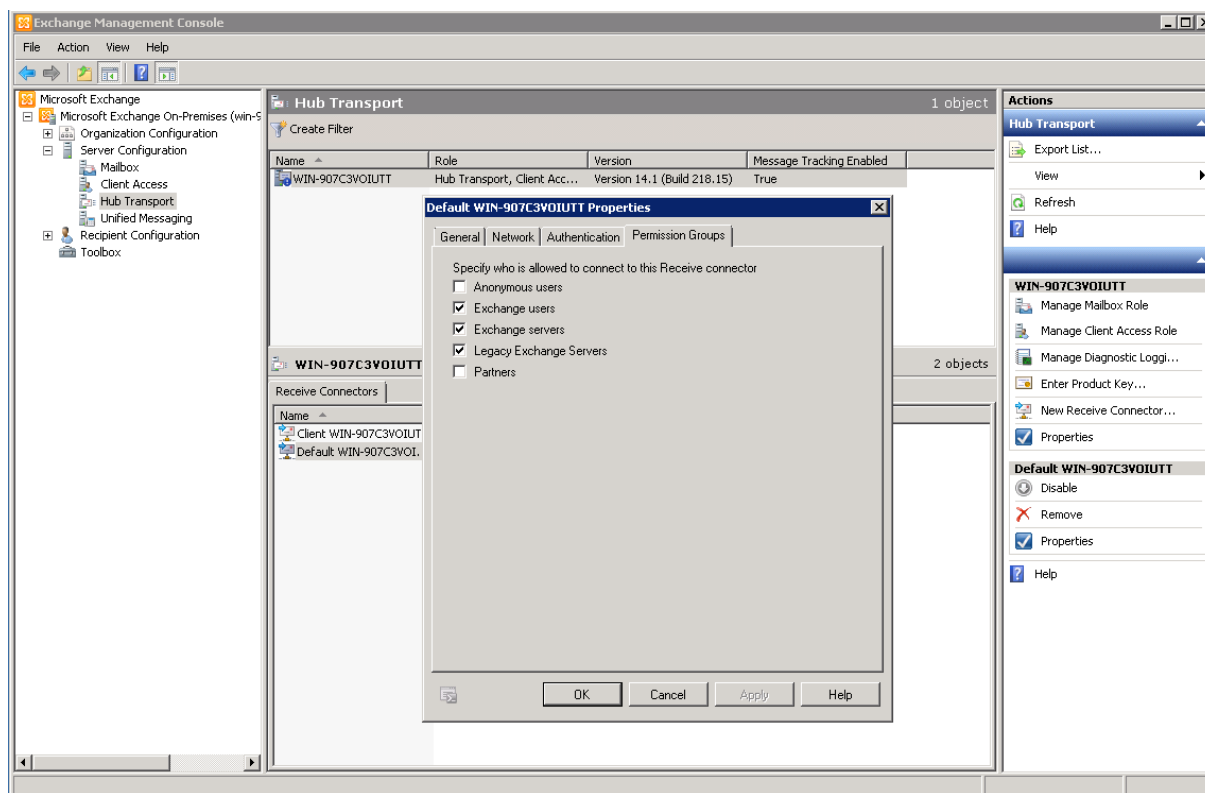 Exchange Management Console
File Action View Help
Microsoft Exchange
Microsoft Exchange On-Premises (win-9
Organization Configuration
Server Configuration
Mailbox
Client Access
Hub Transport
Unified Messaging
Recipient Configuration
Toolbox
Hub Transport 1 object
Create Filter
Name Role Version Message Tracking Enabled
WIN-907C3VOIUTT Hub Transport, Client Acc... Version 14.1 (Build 218.15) True
Default WIN-907C3VOIUTT Properties
General Network Authentication Permission Groups
Specify who is allowed to connect to this Receive connector
Anonymous users
Exchange users
Exchange servers
Legacy Exchange Servers
Partners
OK Cancel Apply Help
WIN-907C3VOIUTT 2 objects
Receive Connectors
Name
Client WIN-907C3VOIUT
Default WIN-907C3VOI.
Actions
Hub Transport
Export List...
View
Refresh
Help
WIN-907C3VOIUTT
Manage Mailbox Role
Manage Client Access Role
Manage Diagnostic Loggi...
Enter Product Key...
New Receive Connector...
Properties
Default WIN-907C3VOIUTT
Disable
Remove
Properties
Help